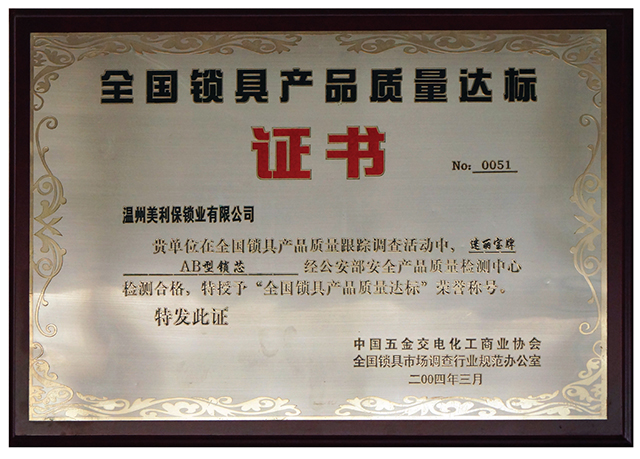 全国锁具产品质量达标
证书
No: 0051
温州美利保锁业有限公司
贵单位在全国锁具产品质量跟踪调查活动中、 达丽宝牌
AB型锁芯 经公安部安全产品质量检测中心
检测合格，特授予“全国锁具产品质量达标”荣誉称号。
特发此证
中国五金交电化工商业协会
全国锁具市场调查行业规范办公室
二00四年三月